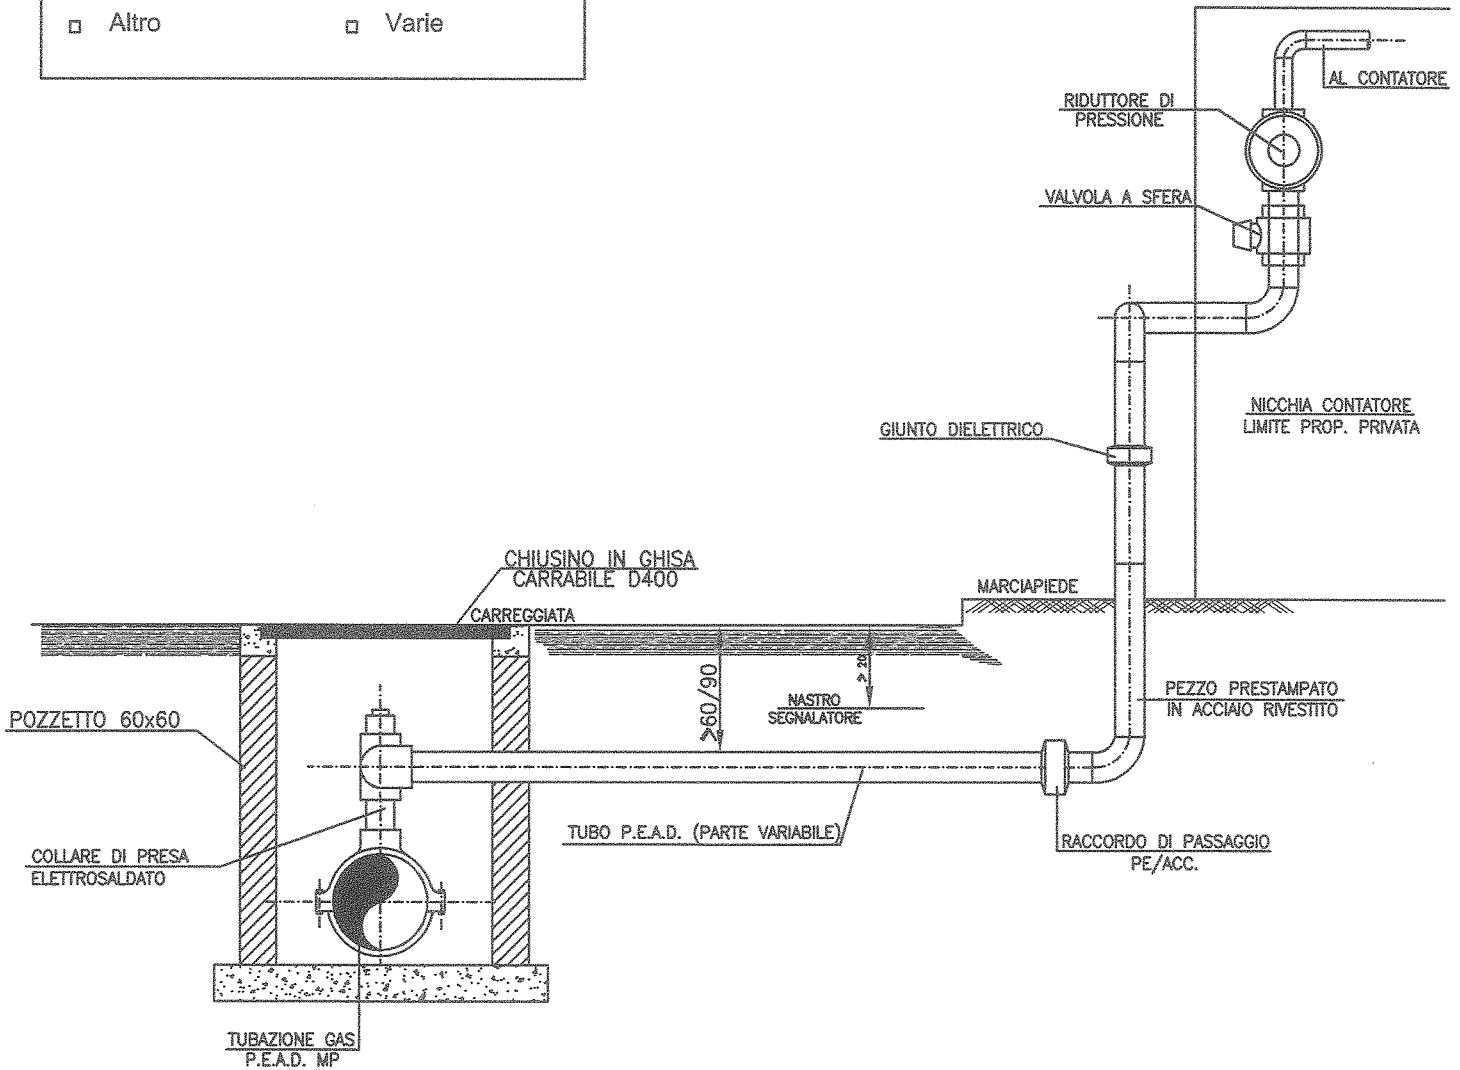 Altro Varie
AL CONTATORE
RIDUTTORE DI
PRESSIONE
VALVOLA A SFERA
NICCHIA CONTATORE
LIMITE PROP. PRIVATA
GIUNTO DIELETTRICO
CHIUSINO IN GHISA
CARRABILE D400
CARREGGIATA
MARCIAPIEDE
>60/90
> 20
NASTRO
SEGNALATORE
PEZZO PRESTAMPATO
IN ACCIAIO RIVESTITO
POZZETTO 60x60
TUBO P.E.A.D. (PARTE VARIABILE)
RACCORDO DI PASSAGGIO
PE/ACC.
COLLARE DI PRESA
ELETTROSALDATO
TUBAZIONE GAS
P.E.A.D. MP